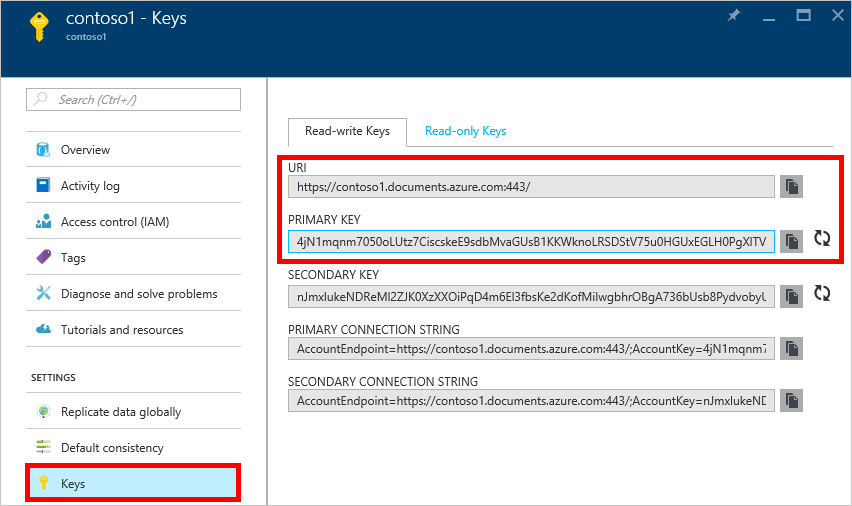 contoso1 - Keys
contoso1
Search (Ctrl+/)
Overview
Activity log
Access control (IAM)
Tags
Diagnose and solve problems
Tutorials and resources
SETTINGS
Replicate data globally
Default consistency
Keys
Read-write Keys
Read-only Keys
URI
https://contoso1.documents.azure.com:443/
PRIMARY KEY
4jN1mqnm7050oLUtz7CiscskeE9sdbMvaGUsB1KKWknoLRSDStV75u0HGUxEGLH0PgXlTV
SECONDARY KEY
nJmxlukeNDReMI2ZJK0XzXXOiPqD4m6El3fbsKe2dKofMilwgbhrOBgA736bUsb8PydvobyU
PRIMARY CONNECTION STRING
AccountEndpoint=https://contoso1.documents.azure.com:443/;AccountKey=4jN1mqnm7
SECONDARY CONNECTION STRING
AccountEndpoint=https://contoso1.documents.azure.com:443/;AccountKey=nJmxlukeND